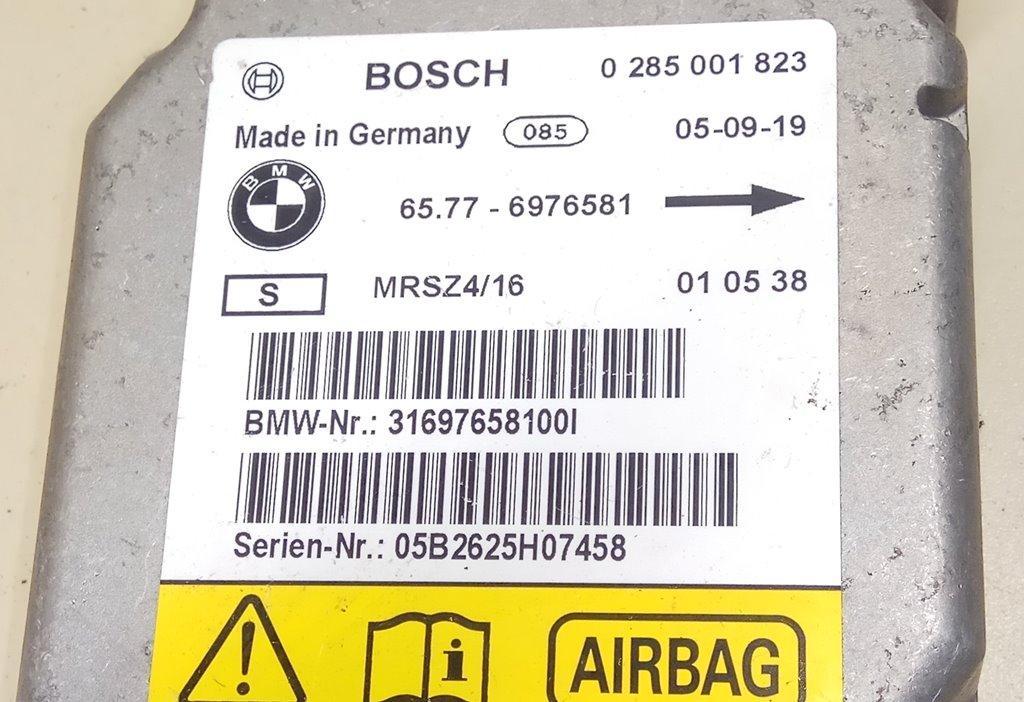 BOSCH 0 285 001 823
Made in Germany 085 05-09-19
BMW
65.77 - 6976581
S MRSZ4/16 01 05 38
BMW-Nr.: 31697658100I
Serien-Nr.: 05B2625H07458
! i AIRBAG